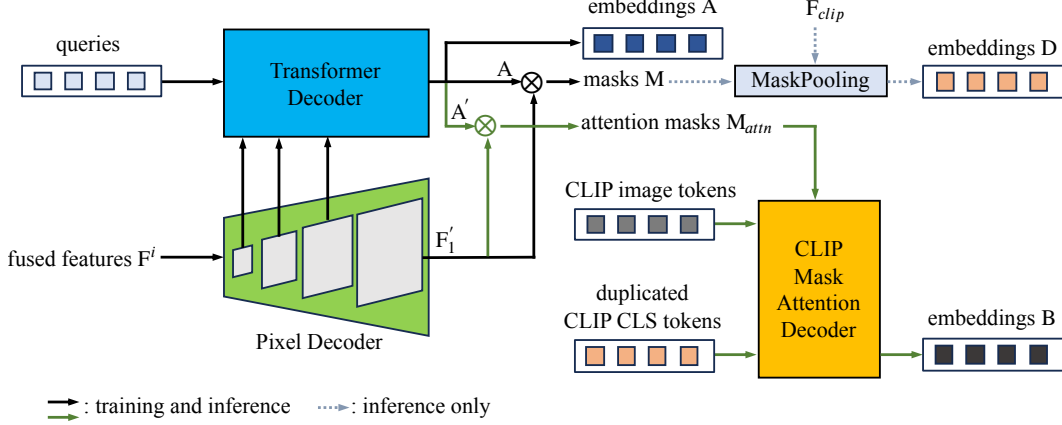 embeddings A
F_clip
queries
embeddings D
Transformer
Decoder
A
masks M
MaskPooling
A′
attention masks M_attn
CLIP image tokens
fused features F^i
F′_1
CLIP
Mask
Attention
Decoder
duplicated
CLIP CLS tokens
embeddings B
Pixel Decoder
: training and inference
: inference only